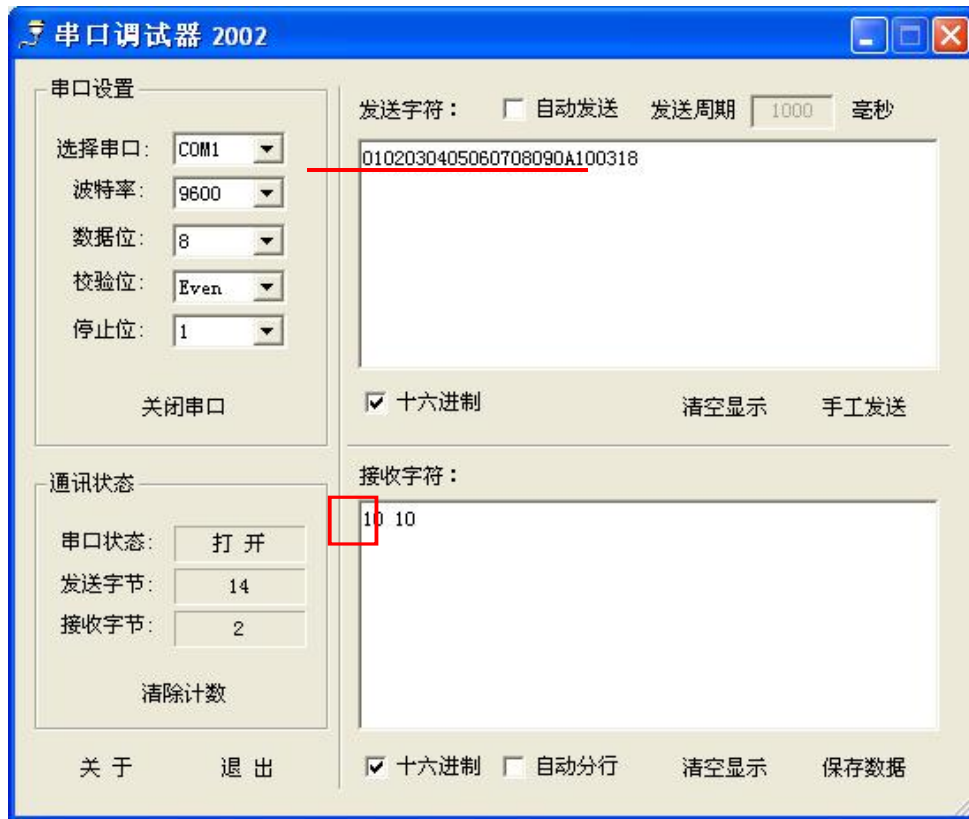 串口调试器 2002
串口设置
选择串口: COM1
波特率: 9600
数据位: 8
校验位: Even
停止位: 1
关闭串口
通讯状态
串口状态: 打 开
发送字节: 14
接收字节: 2
清除计数
关 于 退 出
发送字符： 自动发送 发送周期 1000 毫秒
0102030405060708090A100318
十六进制 清空显示 手工发送
接收字符：
10 10
十六进制 自动分行 清空显示 保存数据